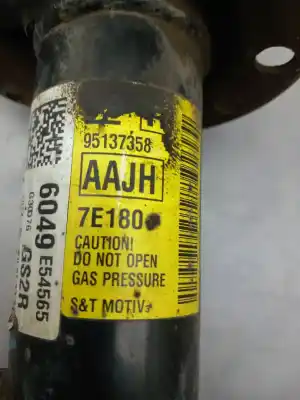 95137358
AAJH
7E180
CAUTION!
DO NOT OPEN
GAS PRESSURE
S&T MOTIV
6049 E54565
GS2R